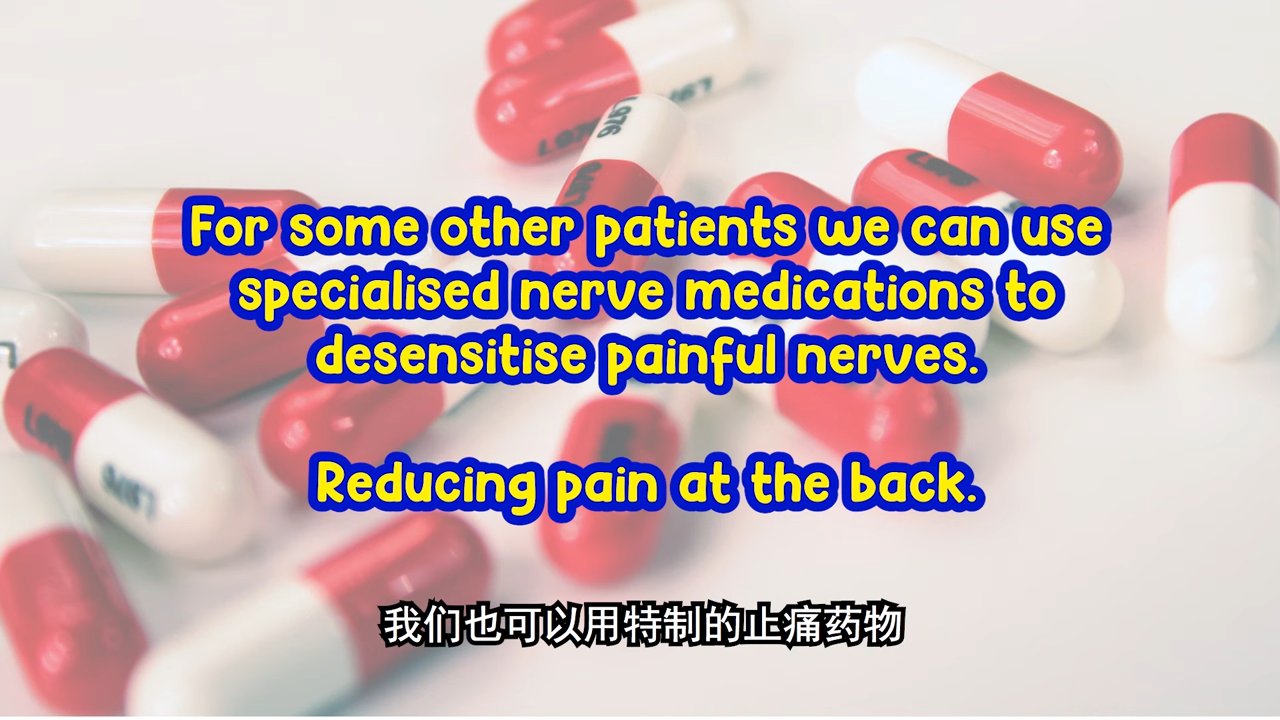 For some other patients we can use
specialised nerve medications to
desensitise painful nerves.
Reducing pain at the back.
我们也可以用特制的止痛药物
L976